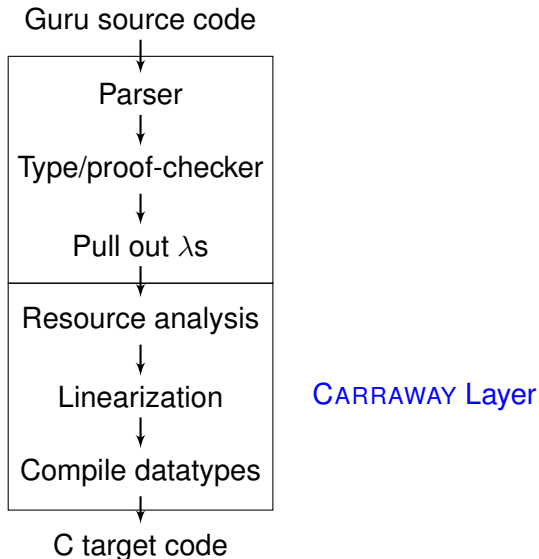 Guru source code
Parser
Type/proof-checker
Pull out λs
Resource analysis
Linearization
CARRAWAY Layer
Compile datatypes
C target code